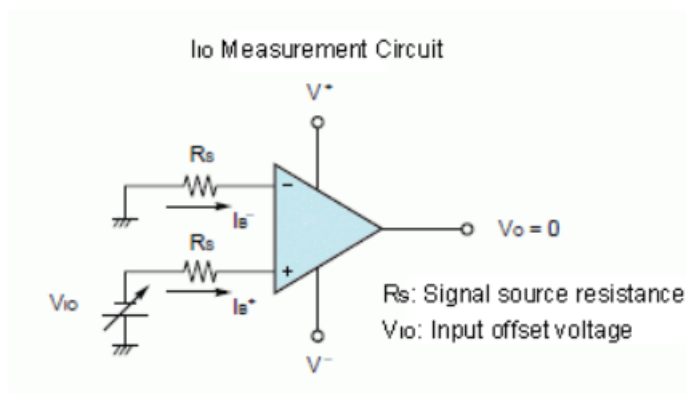 IIO Measurement Circuit
V+
Rs
−
IB−
Vo = 0
Rs
+
IB+
VIO
Rs: Signal source resistance
VIO: Input offset voltage
V−